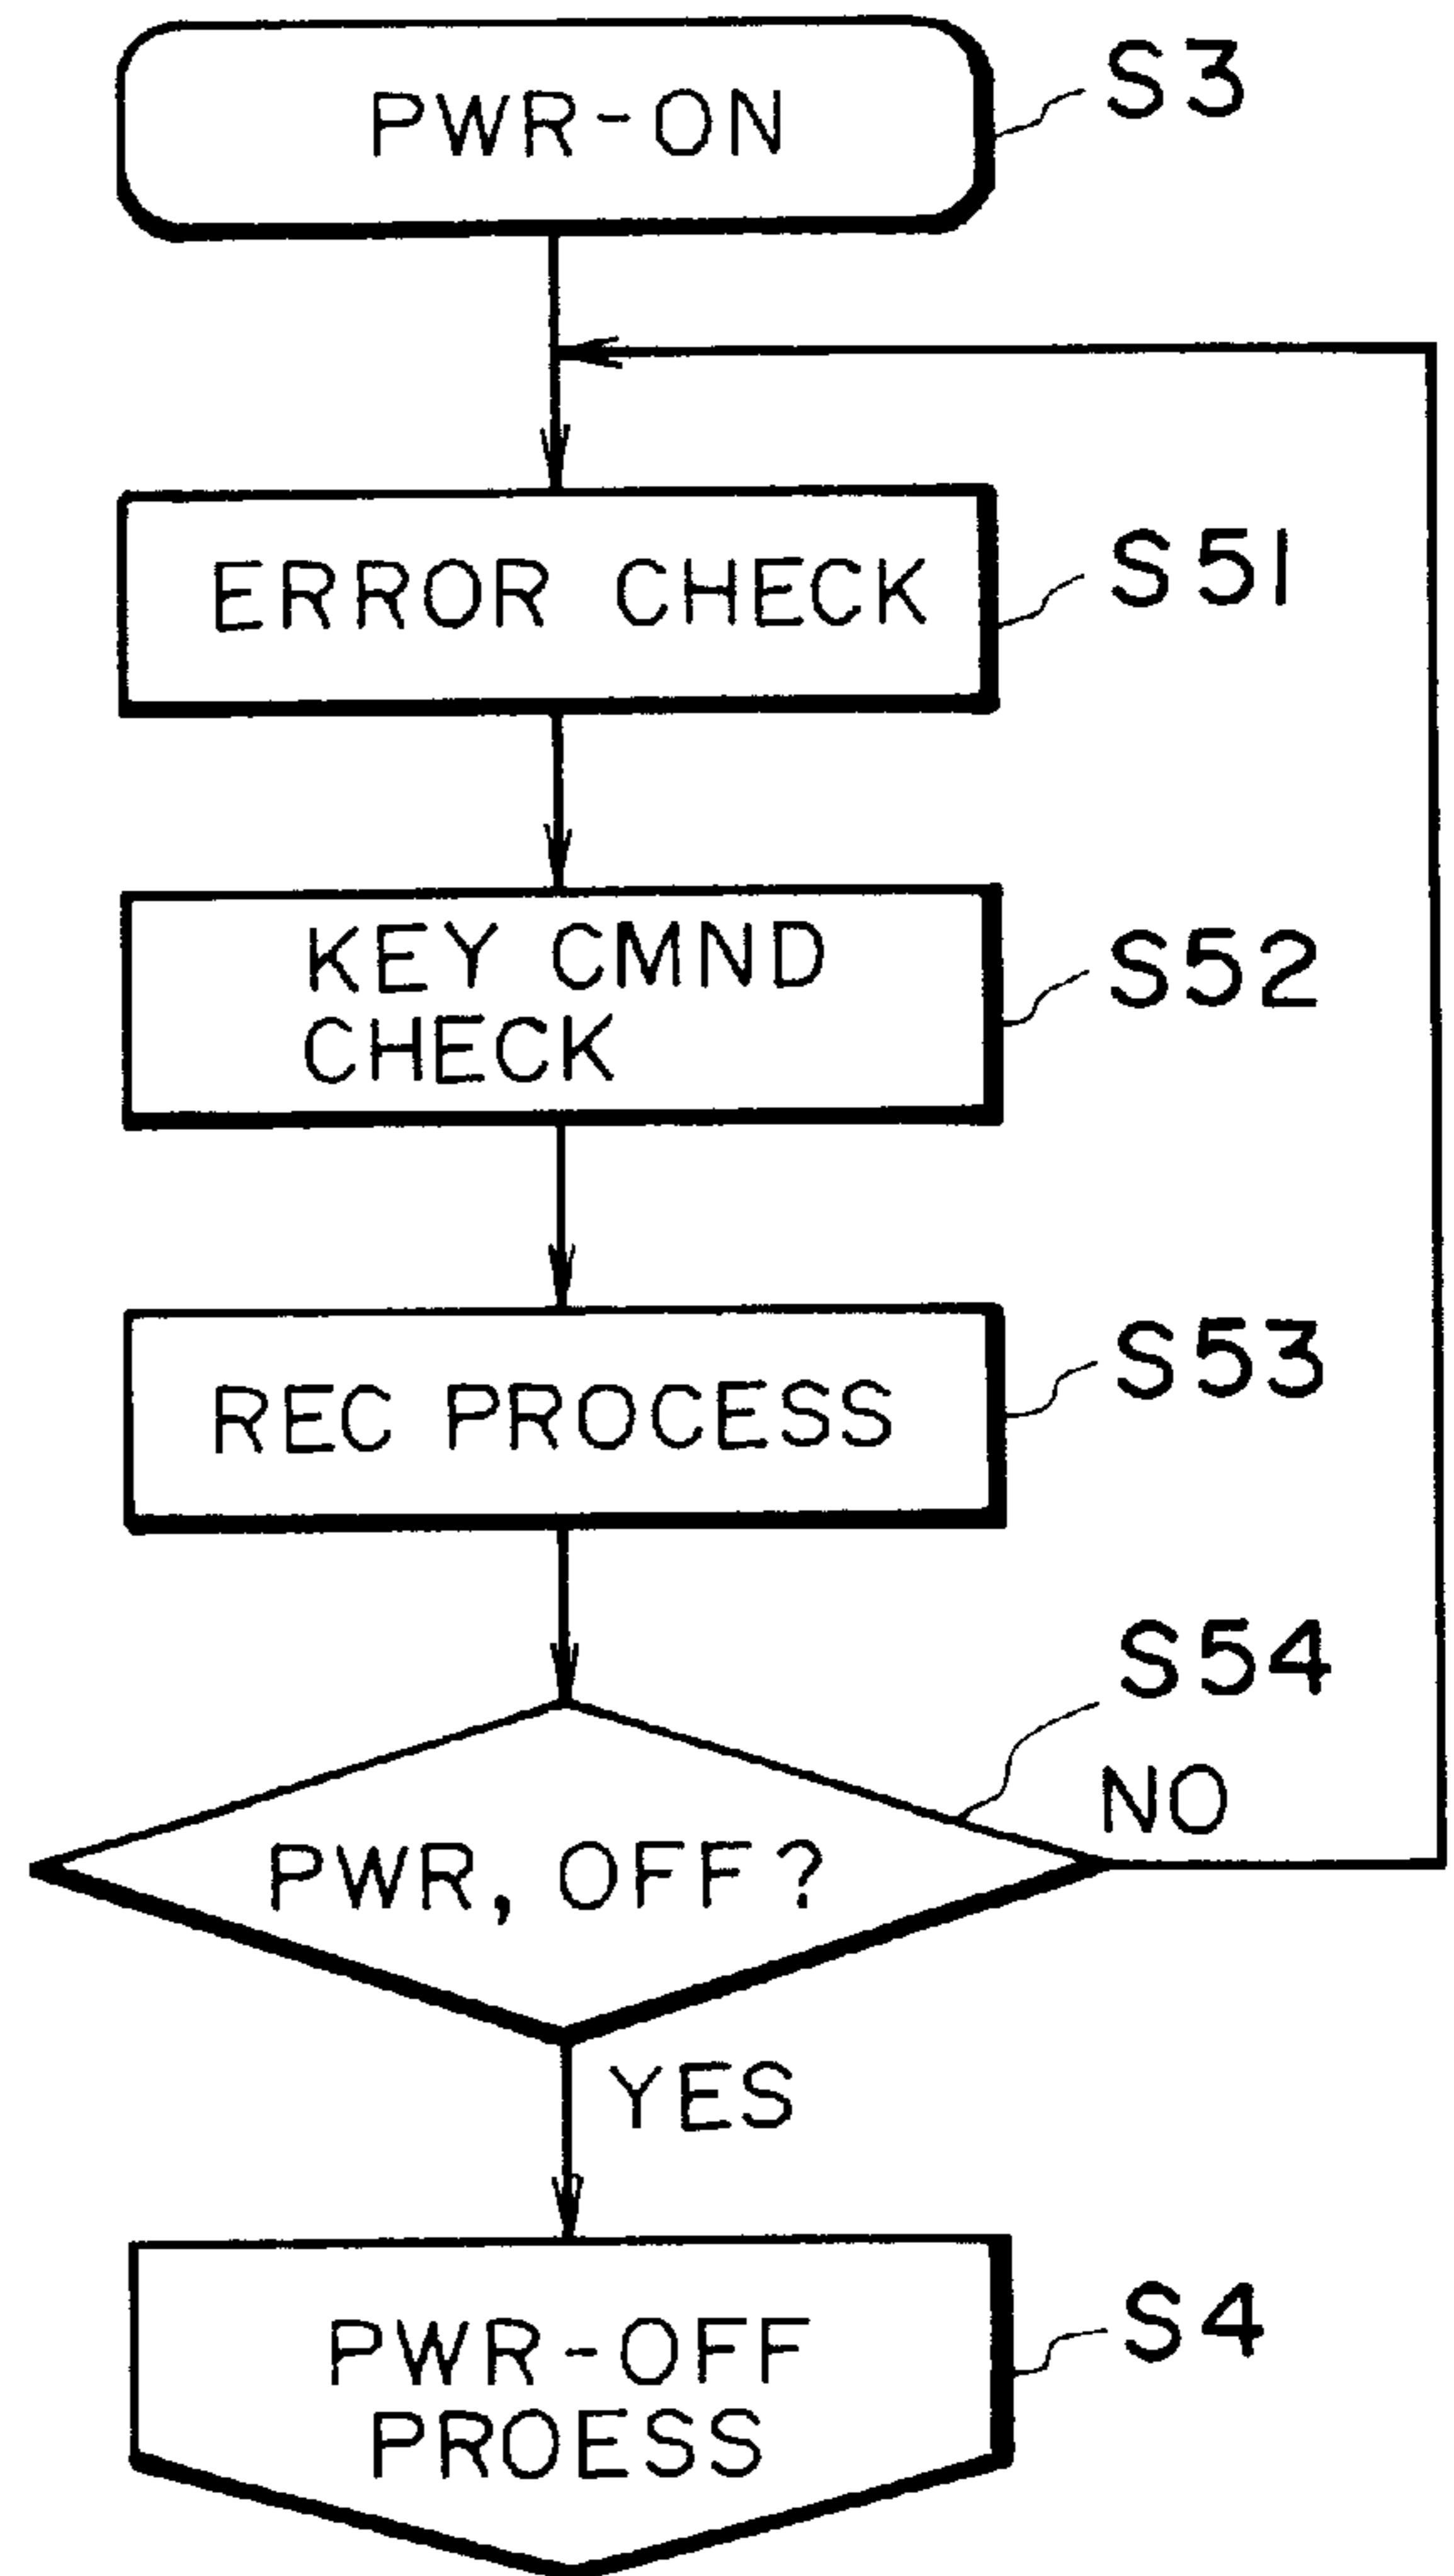 PWR-ON
S3
ERROR CHECK
S51
KEY CMND
CHECK
S52
REC PROCESS
S53
S54
PWR, OFF?
NO
YES
PWR-OFF
PROESS
S4